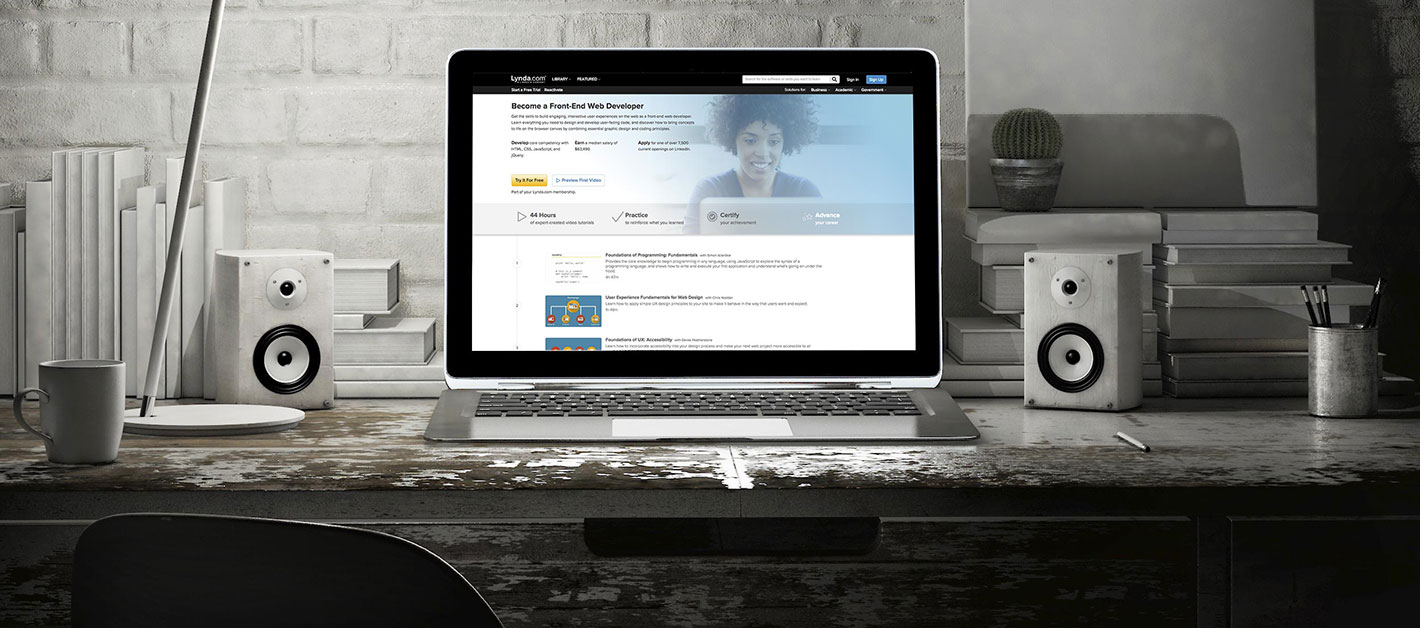 Lynda.com LIBRARY FEATURED Search for the software or skills you want to learn Sign In Sign Up
Start a Free Trial Reactivate Solutions for: Business Academic Government
Become a Front-End Web Developer
Get the skills to build engaging, interactive user experiences on the web as a front-end web developer.
Learn everything you need to design and develop user-facing code, and discover how to bring concepts
to life on the browser canvas by combining essential graphic design and coding principles.
Develop core competency with Earn a median salary of Apply for one of over 7,500
HTML, CSS, JavaScript, and $63,490. current openings on LinkedIn.
jQuery.
Try It For Free Preview First Video
Part of your Lynda.com membership.
44 Hours Practice Certify Advance
of expert-created video tutorials to reinforce what you learned your achievement your career
1
Foundations of Programming: Fundamentals with Simon Allardice
Provides the core knowledge to begin programming in any language, using JavaScript to explore the syntax of a
programming language, and shows how to write and execute your first application and understand what's going on under the
hood.
2
User Experience Fundamentals for Web Design with Chris Nodder
Learn how to apply simple UX design principles to your site to make it behave in the way that users want and expect.
3
Foundations of UX: Accessibility with Derek Featherstone
Learn how to incorporate accessibility into your design process and make your next web project more accessible to all